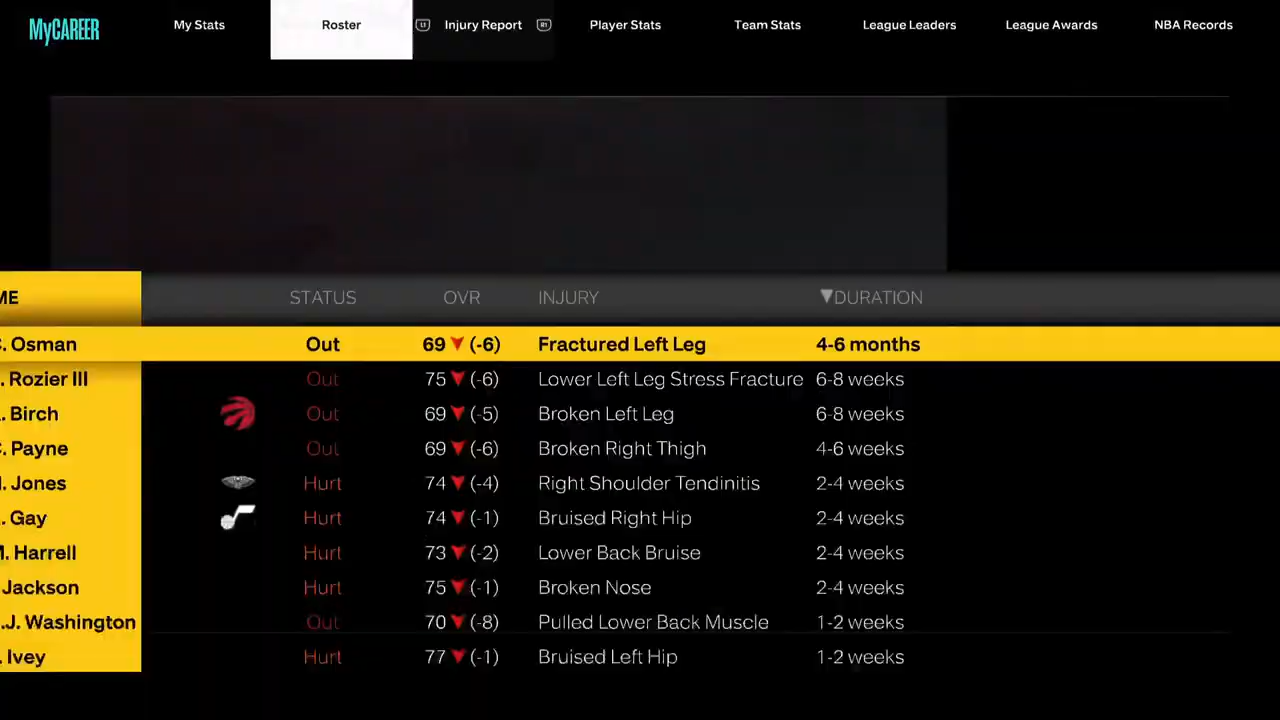 MyCAREER My Stats Roster L1 Injury Report R1 Player Stats Team Stats League Leaders League Awards NBA Records
ME STATUS OVR INJURY ▼DURATION
. Osman Out 69 (-6) Fractured Left Leg 4-6 months
. Rozier III Out 75 (-6) Lower Left Leg Stress Fracture 6-8 weeks
. Birch Out 69 (-5) Broken Left Leg 6-8 weeks
. Payne Out 69 (-6) Broken Right Thigh 4-6 weeks
. Jones Hurt 74 (-4) Right Shoulder Tendinitis 2-4 weeks
. Gay Hurt 74 (-1) Bruised Right Hip 2-4 weeks
M. Harrell Hurt 73 (-2) Lower Back Bruise 2-4 weeks
Jackson Hurt 75 (-1) Broken Nose 2-4 weeks
.J. Washington Out 70 (-8) Pulled Lower Back Muscle 1-2 weeks
. Ivey Hurt 77 (-1) Bruised Left Hip 1-2 weeks